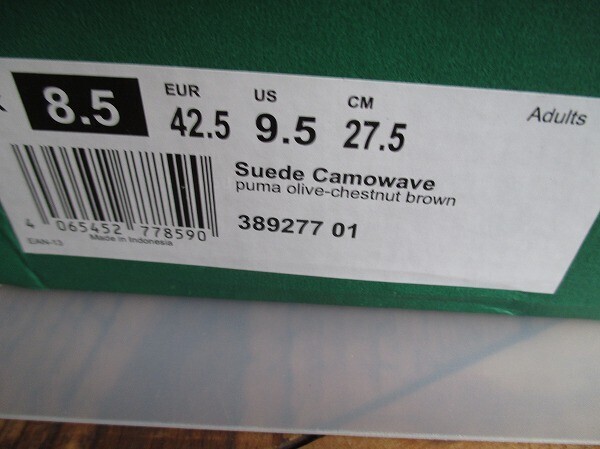 8.5
EUR
42.5
US
9.5
CM
27.5
Adults
Suede Camowave
puma olive-chestnut brown
389277 01
4 065452 778590
EAN-13
Made in Indonesia